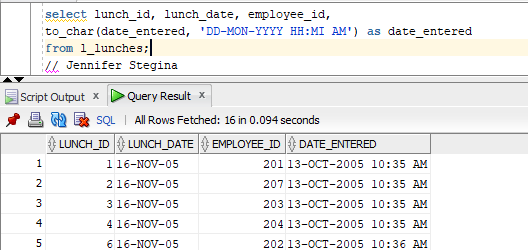 select lunch_id, lunch_date, employee_id,
to_char(date_entered, 'DD-MON-YYYY HH:MI AM') as date_entered
from l_lunches;
// Jennifer Stegina
Script Output x Query Result x
SQL | All Rows Fetched: 16 in 0.094 seconds
LUNCH_ID LUNCH_DATE EMPLOYEE_ID DATE_ENTERED
1 1 16-NOV-05 201 13-OCT-2005 10:35 AM
2 2 16-NOV-05 207 13-OCT-2005 10:35 AM
3 3 16-NOV-05 203 13-OCT-2005 10:35 AM
4 4 16-NOV-05 204 13-OCT-2005 10:35 AM
5 6 16-NOV-05 202 13-OCT-2005 10:36 AM